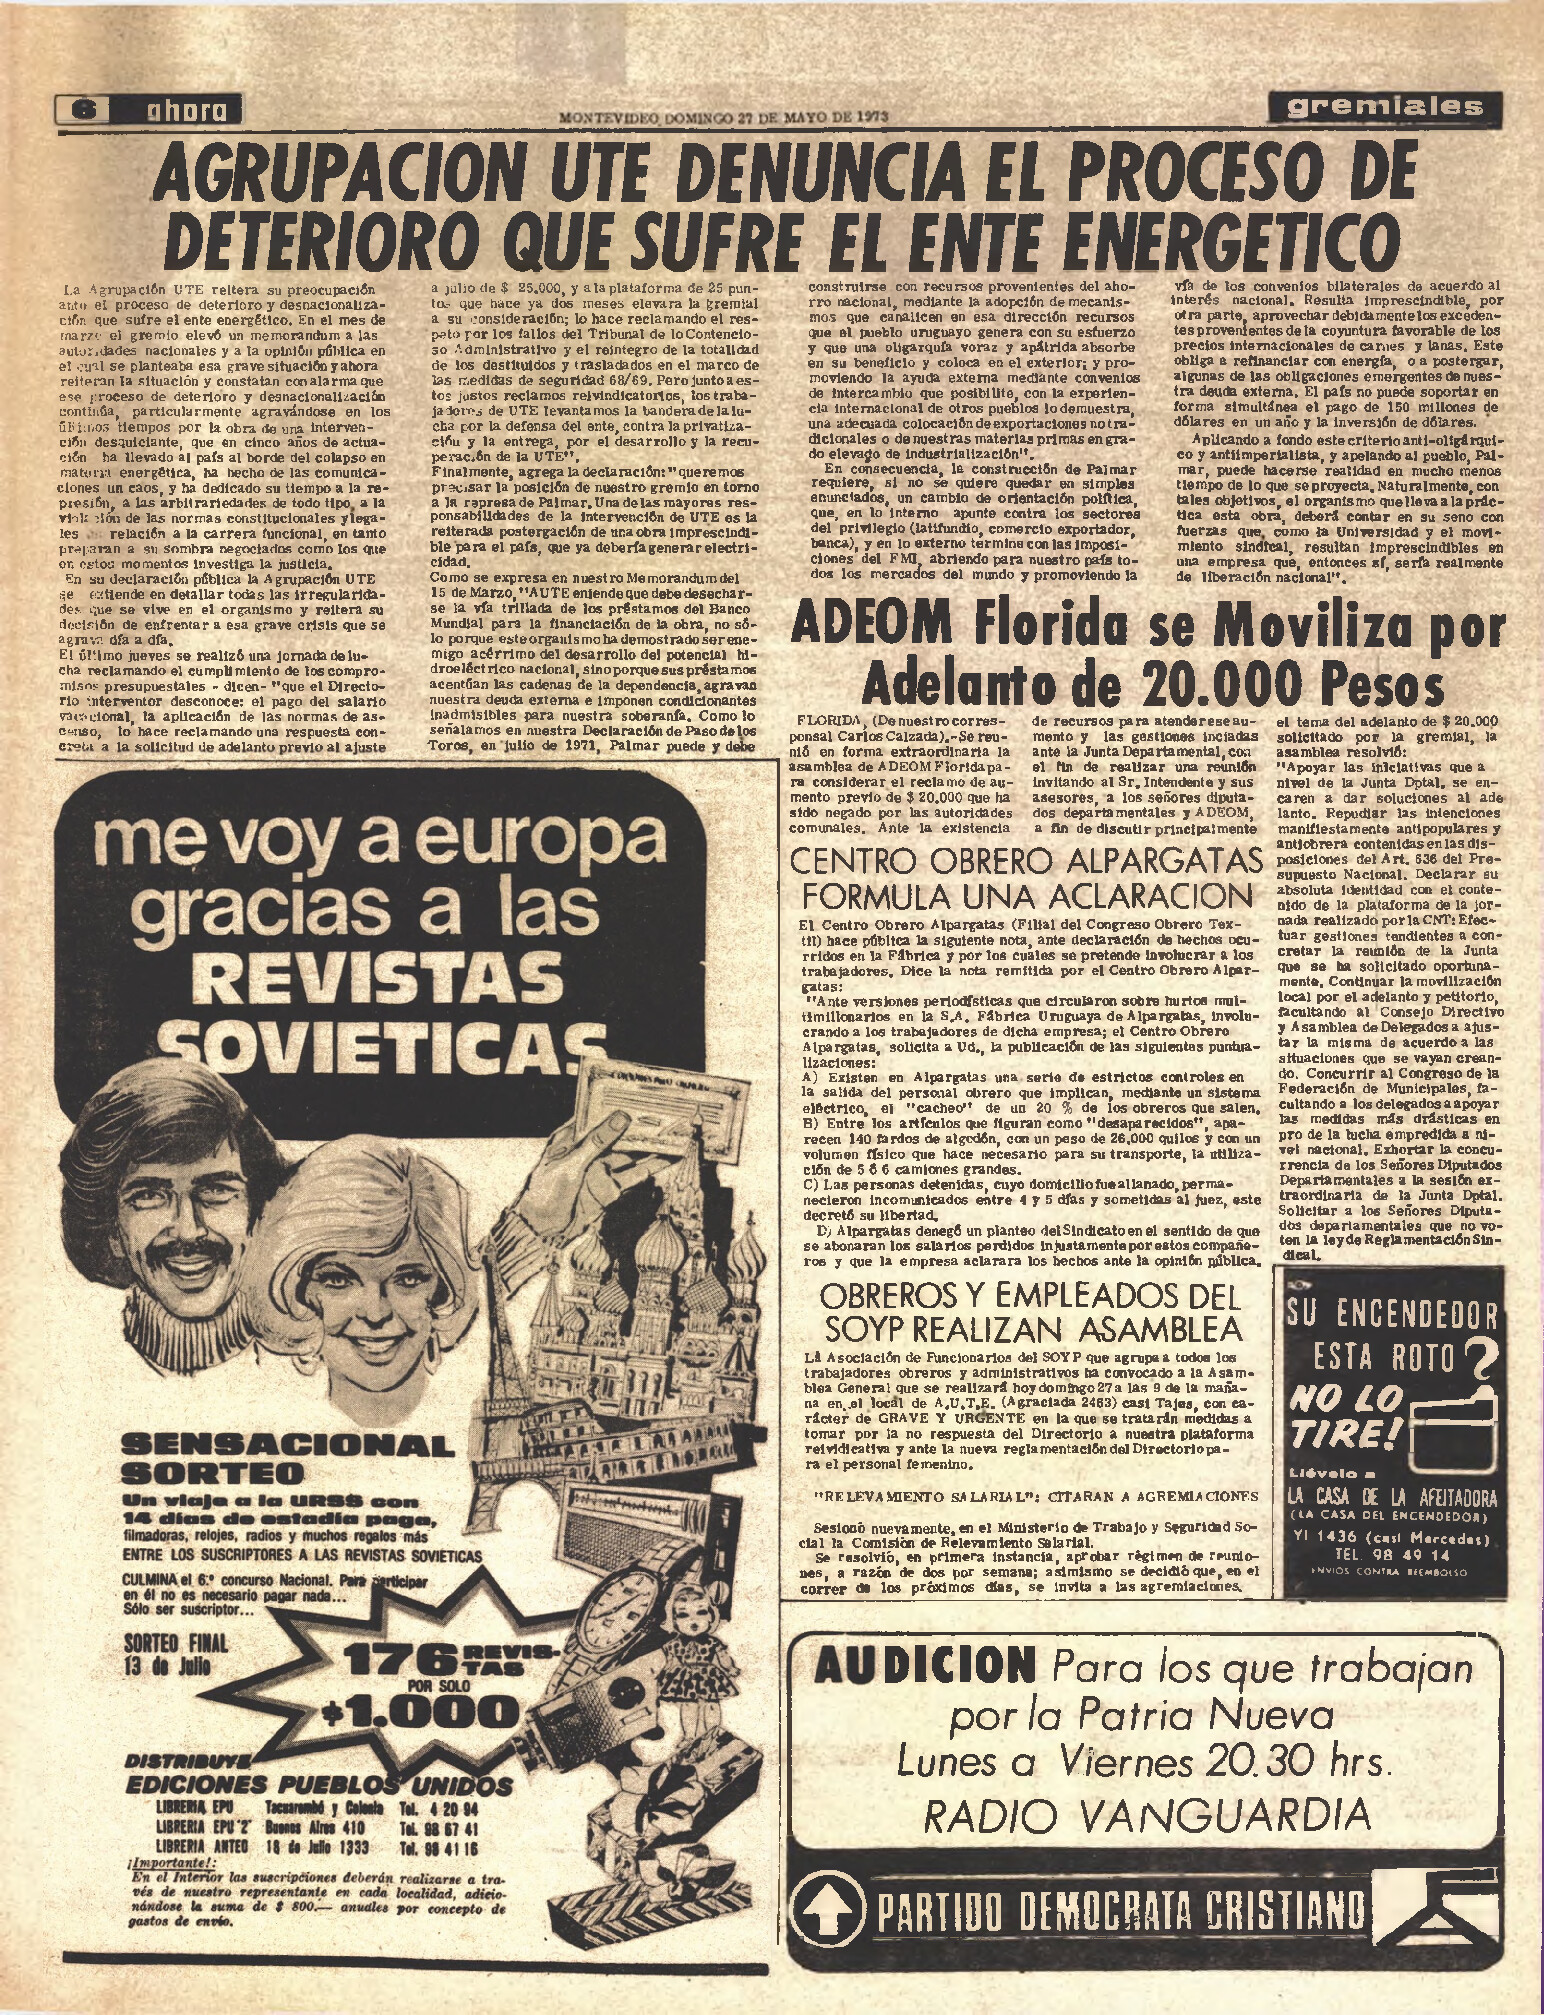 6 ahora
MONTEVIDEO, DOMINGO 27 DE MAYO DE 1973
gremiales
AGRUPACION UTE DENUNCIA EL PROCESO DE
DETERIORO QUE SUFRE EL ENTE ENERGETICO
La Agrupación UTE reitera su preocupación
ante el proceso de deterioro y desnacionaliza-
ción que sufre el ente energético. En el mes de
marzo el gremio elevó un memorandum a las
autoridades nacionales y a la opinión pública en
el cual se planteaba esa grave situación y ahora
reiteran la situación y constatan con alarma que
ese proceso de deterioro y desnacionalización
continúa, particularmente agravándose en los
últimos tiempos por la obra de una interven-
ción desquiciante, que en cinco años de actua-
ción ha llevado al país al borde del colapso en
materia energética, ha hecho de las comunica-
ciones un caos, y ha dedicado su tiempo a la re-
presión, a las arbitrariedades de todo tipo, a la
violación de las normas constitucionales y lega-
les relación a la carrera funcional, en tanto
preparan a su sombra negociados como los que
en estos momentos investiga la justicia.
En su declaración pública la Agrupación UTE
se extiende en detallar todas las irregularida-
des que se vive en el organismo y reitera su
decisión de enfrentar a esa grave crisis que se
agrava día a día.
El último jueves se realizó una jornada de lu-
cha reclamando el cumplimiento de los compro-
misos presupuestales - dicen- "que el Directo-
rio interventor desconoce: el pago del salario
vacacional, la aplicación de las normas de as-
censo, lo hace reclamando una respuesta con-
creta a la solicitud de adelanto previo al ajuste
a julio de $ 25.000, y a la plataforma de 25 pun-
tos que hace ya dos meses elevara la gremial
a su consideración; lo hace reclamando el res-
peto por los fallos del Tribunal de lo Contencio-
so Administrativo y el reintegro de la totalidad
de los destituidos y trasladados en el marco de
las medidas de seguridad 68/69. Pero junto a es-
tos justos reclamos reivindicatorios, los traba-
jadores de UTE levantamos la bandera de la lu-
cha por la defensa del ente, contra la privatiza-
ción y la entrega, por el desarrollo y la recu-
peración de la UTE".
Finalmente, agrega la declaración: "queremos
precisar la posición de nuestro gremio en torno
a la represa de Palmar. Una de las mayores res-
ponsabilidades de la intervención de UTE es la
reiterada postergación de una obra imprescindi-
ble para el país, que ya debería generar electri-
cidad.
Como se expresa en nuestro Memorandum del
15 de Marzo, "AUTE entiende que debe desechar-
se la vía trillada de los préstamos del Banco
Mundial para la financiación de la obra, no só-
lo porque este organismo ha demostrado ser ene-
migo acérrimo del desarrollo del potencial hi-
droeléctrico nacional, sino porque sus préstamos
acentúan las cadenas de la dependencia, agravan
nuestra deuda externa e imponen condicionantes
inadmisibles para nuestra soberanía. Como lo
señalamos en nuestra Declaración de Paso de los
Toros, en julio de 1971, Palmar puede y debe
construirse con recursos provenientes del aho-
rro nacional, mediante la adopción de mecanis-
mos que canalicen en esa dirección recursos
que el pueblo uruguayo genera con su esfuerzo
y que una oligarquía voraz y apátrida absorbe
en su beneficio y coloca en el exterior; y pro-
moviendo la ayuda externa mediante convenios
de intercambio que posibilite, con la experien-
cia internacional de otros pueblos lo demuestra,
una adecuada colocación de exportaciones no tra-
dicionales o de nuestras materias primas en gra-
do elevado de industrialización".
En consecuencia, la construcción de Palmar
requiere, si no se quiere quedar en simples
enunciados, un cambio de orientación política,
que, en lo interno apunte contra los sectores
del privilegio (latifundio, comercio exportador,
banca), y en lo externo termine con las imposi-
ciones del FMI, abriendo para nuestro país to-
dos los mercados del mundo y promoviendo la
vía de los convenios bilaterales de acuerdo al
interés nacional. Resulta imprescindible, por
otra parte, aprovechar debidamente los exceden-
tes provenientes de la coyuntura favorable de los
precios internacionales de carnes y lanas. Este
obliga a refinanciar con energía, o a postergar,
algunas de las obligaciones emergentes de nues-
tra deuda externa. El país no puede soportar en
forma simultánea el pago de 150 millones de
dólares en un año y la inversión de dólares.
Aplicando a fondo este criterio anti-oligárqui-
co y antiimperialista, y apelando al pueblo, Pal-
mar, puede hacerse realidad en mucho menos
tiempo de lo que se proyecta. Naturalmente, con
tales objetivos, el organismo que lleva a la prác-
tica esta obra, deberá contar en su seno con
fuerzas que, como la Universidad y el movi-
miento sindical, resultan imprescindibles en
una empresa que, entonces sí, sería realmente
de liberación nacional".
ADEOM Florida se Moviliza por
Adelanto de 20.000 Pesos
FLORIDA, (De nuestro corres-
ponsal Carlos Calzada).-Se reu-
nió en forma extraordinaria la
asamblea de ADEOM Florida pa-
ra considerar el reclamo de au-
mento previo de $ 20.000 que ha
sido negado por las autoridades
comunales. Ante la existencia
de recursos para atender ese au-
mento y las gestiones inciadas
ante la Junta Departamental, con
el fin de realizar una reunión
invitando al Sr. Intendente y sus
asesores, a los señores diputa-
dos departamentales y ADEOM,
a fin de discutir principalmente
el tema del adelanto de $ 20.000
solicitado por la gremial, la
asamblea resolvió:
"Apoyar las iniciativas que a
nivel de la Junta Dptal. se en-
caren a dar soluciones al ade
lanto. Repudiar las intenciones
manifiestamente antipopulares y
antiobrera contenidas en las dis-
posiciones del Art. 636 del Pre-
supuesto Nacional. Declarar su
absoluta identidad con el conte-
nido de la plataforma de la jor-
nada realizado por la CNT: Efec-
tuar gestiones tendientes a con-
cretar la reunión de la Junta
que se ha solicitado oportuna-
mente. Continuar la movilización
local por el adelanto y petitorio,
facultando al Consejo Directivo
y Asamblea de Delegados a ajus-
tar la misma de acuerdo a las
situaciones que se vayan crean-
do. Concurrir al Congreso de la
Federación de Municipales, fa-
cultando a los delegados a apoyar
las medidas más drásticas en
pro de la lucha empredida a ni-
vel nacional. Exhortar la concu-
rrencia de los Señores Diputados
Departamentales a la sesión ex-
traordinaria de la Junta Dptal.
Solicitar a los Señores Diputa-
dos departamentales que no vo-
ten la ley de Reglamentación Sin-
dical.
CENTRO OBRERO ALPARGATAS
FORMULA UNA ACLARACION
El Centro Obrero Alpargatas (Filial del Congreso Obrero Tex-
til) hace pública la siguiente nota, ante declaración de hechos ocu-
rridos en la Fábrica y por los cuales se pretende involucrar a los
trabajadores. Dice la nota remitida por el Centro Obrero Alpar-
gatas:
"Ante versiones periodísticas que circularon sobre hurtos mul-
timillonarios en la S.A. Fábrica Uruguaya de Alpargatas, involu-
crando a los trabajadores de dicha empresa; el Centro Obrero
Alpargatas, solicita a Ud., la publicación de las siguientes puntua-
lizaciones:
A) Existen en Alpargatas una serie de estrictos controles en
la salida del personal obrero que implican, mediante un sistema
eléctrico, el "cacheo" de un 20 % de los obreros que salen.
B) Entre los artículos que figuran como "desaparecidos", apa-
recen 140 fardos de algodón, con un peso de 26.000 quilos y con un
volumen físico que hace necesario para su transporte, la utiliza-
ción de 5 ó 6 camiones grandes.
C) Las personas detenidas, cuyo domicilio fue allanado, perma-
necieron incomunicados entre 4 y 5 días y sometidas al juez, este
decretó su libertad.
D) Alpargatas denegó un planteo del Sindicato en el sentido de que
se abonaran los salarios perdidos injustamente por estos compañe-
ros y que la empresa aclarara los hechos ante la opinión pública.
OBREROS Y EMPLEADOS DEL
SOYP REALIZAN ASAMBLEA
LA Asociación de Funcionarios del SOYP que agrupa a todos los
trabajadores obreros y administrativos ha convocado a la Asam-
blea General que se realizará hoy domingo 27 a las 9 de la maña-
na en el local de A.U.T.E. (Agraciada 2463) casi Tajes, con ca-
rácter de GRAVE Y URGENTE en la que se tratarán medidas a
tomar por la no respuesta del Directorio a nuestra plataforma
reividicativa y ante la nueva reglamentación del Directorio pa-
ra el personal femenino.
"RELEVAMIENTO SALARIAL": CITARAN A AGREMIACIONES
Sesionó nuevamente, en el Ministerio de Trabajo y Seguridad So-
cial la Comisión de Relevamiento Salarial.
Se resolvió, en primera instancia, aprobar régimen de reunio-
nes, a razón de dos por semana; asimismo se decidió que, en el
correr de los próximos días, se invita a las agremiaciones.
SU ENCENDEDOR
ESTA ROTO?
NO LO
TIRE!
Llévelo a
LA CASA DE LA AFEITADORA
(LA CASA DEL ENCENDEDOR)
YI 1436 (casi Mercedes)
TEL. 98 49 14
ENVIOS CONTRA REEMBOLSO
me voy a europa
gracias a las
REVISTAS
SOVIETICAS
SENSACIONAL
SORTEO
Un viaje a la URSS con
14 días de estadía paga,
filmadoras, relojes, radios y muchos regalos más
ENTRE LOS SUSCRIPTORES A LAS REVISTAS SOVIETICAS
CULMINA el 6.º concurso Nacional. Para participar
en él no es necesario pagar nada...
Sólo ser suscriptor...
SORTEO FINAL
13 de Julio
176 REVIS-
TAS
POR SOLO
$1.000
DISTRIBUYE
EDICIONES PUEBLOS UNIDOS
LIBRERIA EPU Tacuarembó y Colonia Tel. 4 20 94
LIBRERIA EPU "2" Buenos Aires 410 Tel. 98 67 41
LIBRERIA ANTEO 18 de Julio 1333 Tel. 98 41 16
¡Importante!:
En el Interior las suscripciones deberán realizarse a tra-
vés de nuestro representante en cada localidad, adicio-
nándose la suma de $ 800.— anuales por concepto de
gastos de envío.
AUDICION Para los que trabajan
por la Patria Nueva
Lunes a Viernes 20.30 hrs.
RADIO VANGUARDIA
PARTIDO DEMOCRATA CRISTIANO